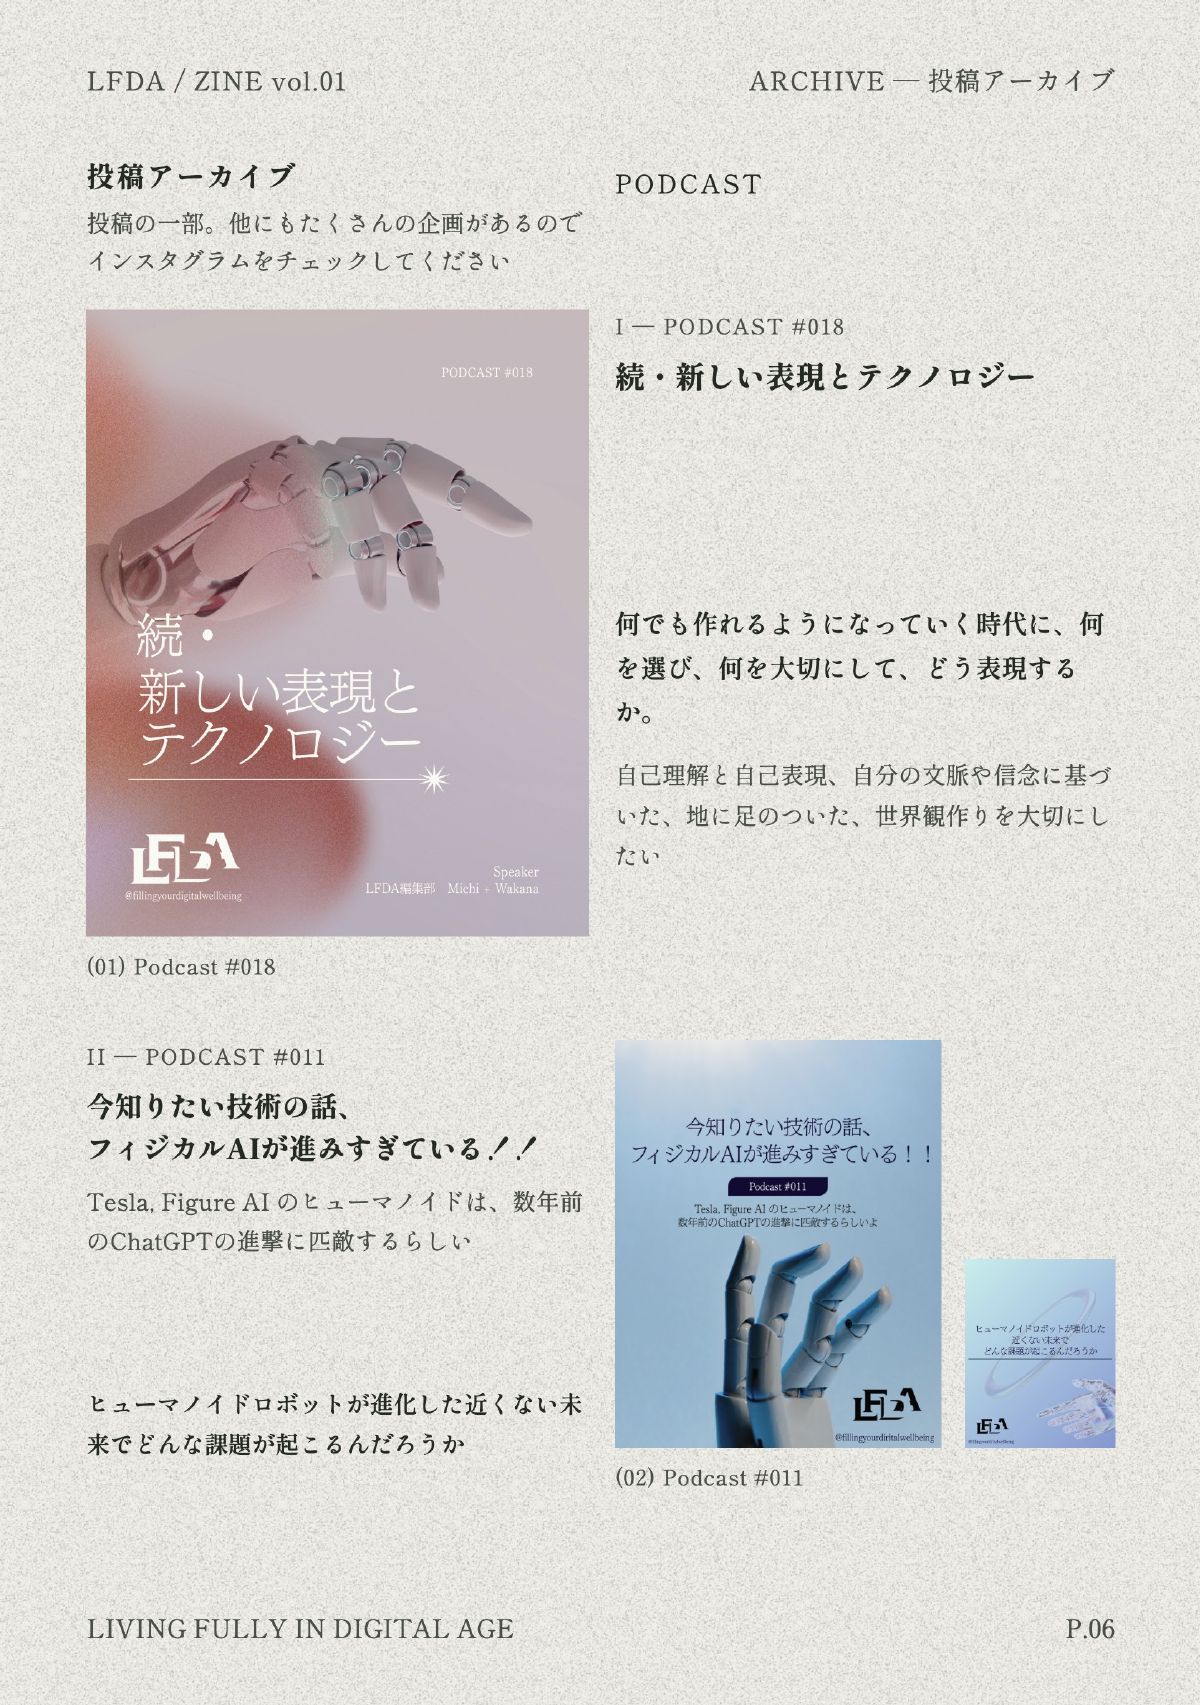 LFDA / ZINE vol.01
ARCHIVE — 投稿アーカイブ
投稿アーカイブ
投稿の一部。他にもたくさんの企画があるので
インスタグラムをチェックしてください
PODCAST
PODCAST #018
続・
新しい表現と
テクノロジー
LFDA
@fillingyourdigitalwellbeing
Speaker
LFDA編集部 Michi + Wakana
(01) Podcast #018
I — PODCAST #018
続・新しい表現とテクノロジー
何でも作れるようになっていく時代に、何
を選び、何を大切にして、どう表現する
か。
自己理解と自己表現、自分の文脈や信念に基づ
いた、地に足のついた、世界観作りを大切にし
たい
II — PODCAST #011
今知りたい技術の話、
フィジカルAIが進みすぎている！！
Tesla, Figure AI のヒューマノイドは、数年前
のChatGPTの進撃に匹敵するらしい
ヒューマノイドロボットが進化した近くない未
来でどんな課題が起こるんだろうか
今知りたい技術の話、
フィジカルAIが進みすぎている！！
Podcast #011
Tesla, Figure AI のヒューマノイドは、
数年前のChatGPTの進撃に匹敵するらしいよ
LFDA
@fillingyourdiritalwellbeing
ヒューマノイドロボットが進化した
近くない未来で
どんな課題が起こるんだろうか
LFDA
(02) Podcast #011
LIVING FULLY IN DIGITAL AGE
P.06